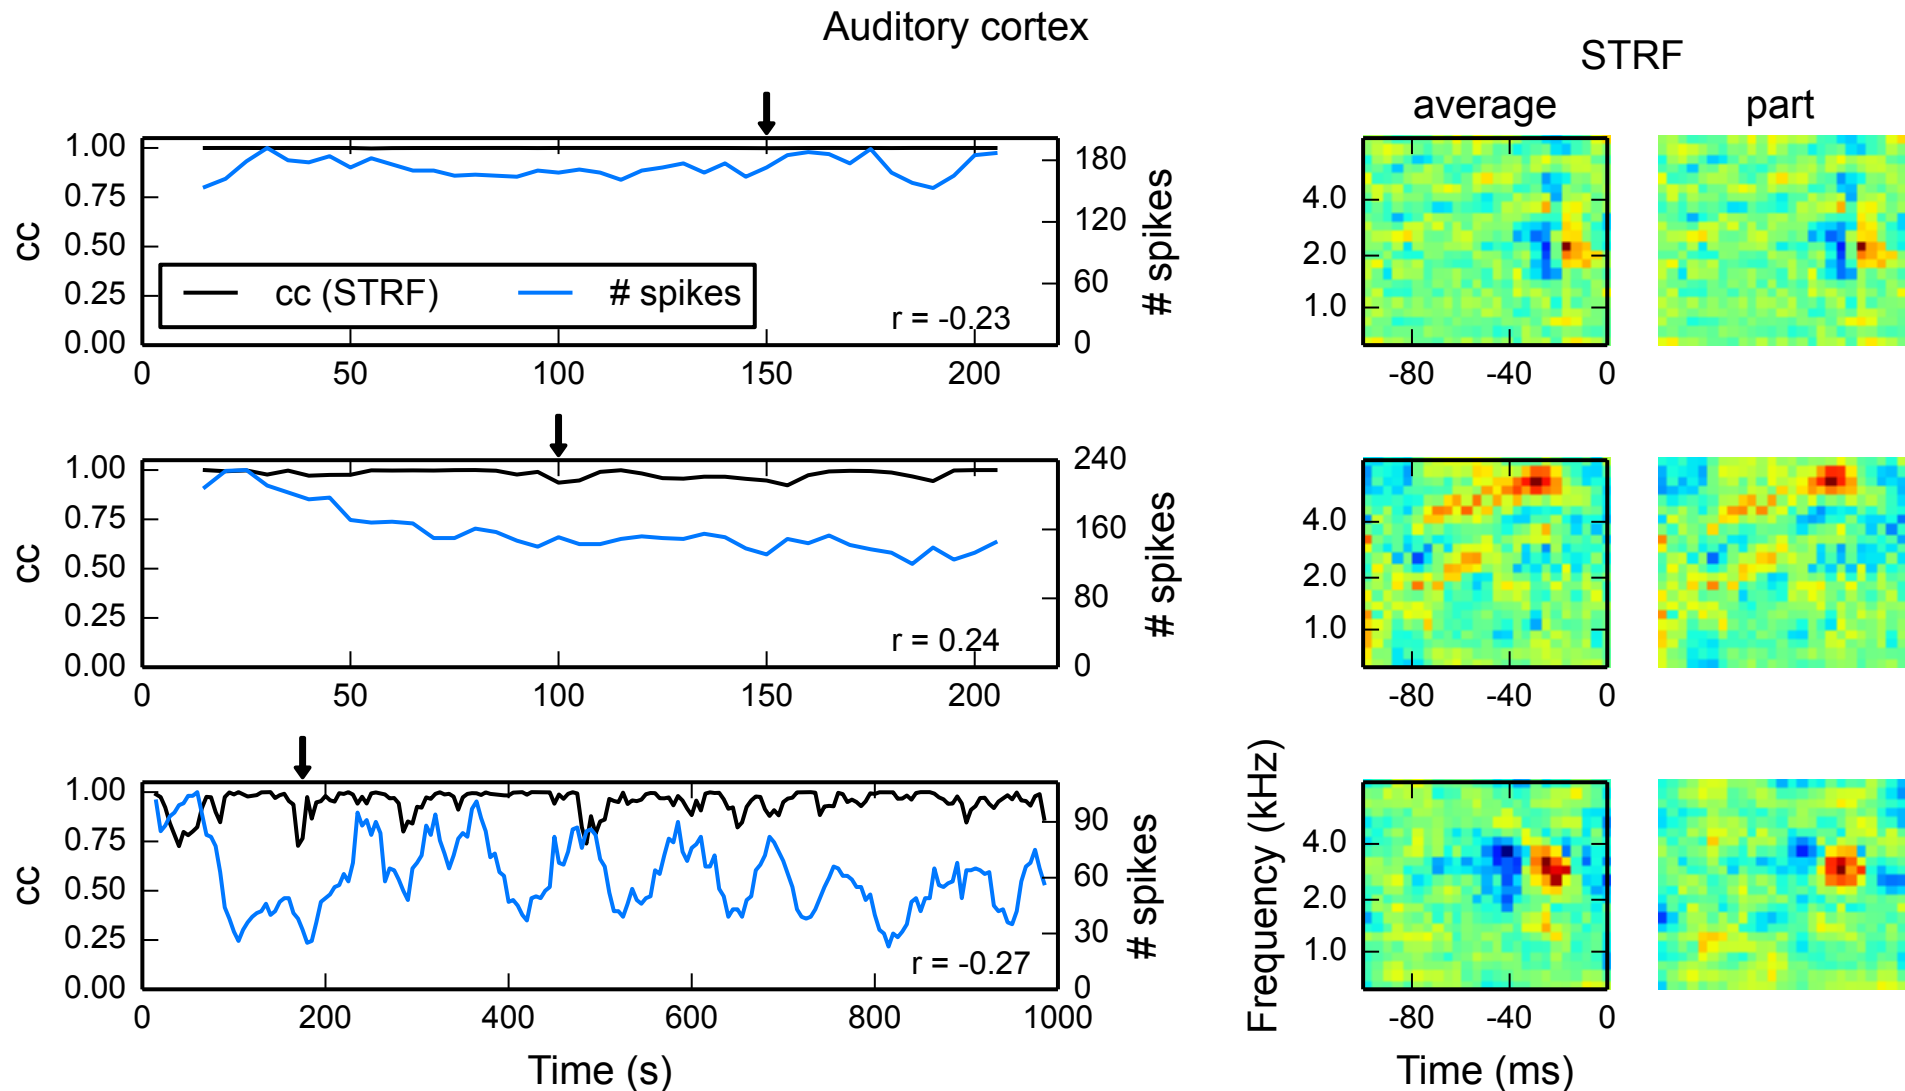 Auditory cortex
STRF
average part
1.00
0.75
0.50
0.25
0.00
cc
180
120
60
0
# spikes
cc (STRF) # spikes
r = -0.23
0 50 100 150 200
4.0
2.0
1.0
-80 -40 0
1.00
0.75
0.50
0.25
0.00
cc
240
160
80
0
# spikes
r = 0.24
0 50 100 150 200
4.0
2.0
1.0
-80 -40 0
1.00
0.75
0.50
0.25
0.00
cc
90
60
30
0
# spikes
r = -0.27
0 200 400 600 800 1000
Time (s)
Frequency (kHz)
4.0
2.0
1.0
-80 -40 0
Time (ms)